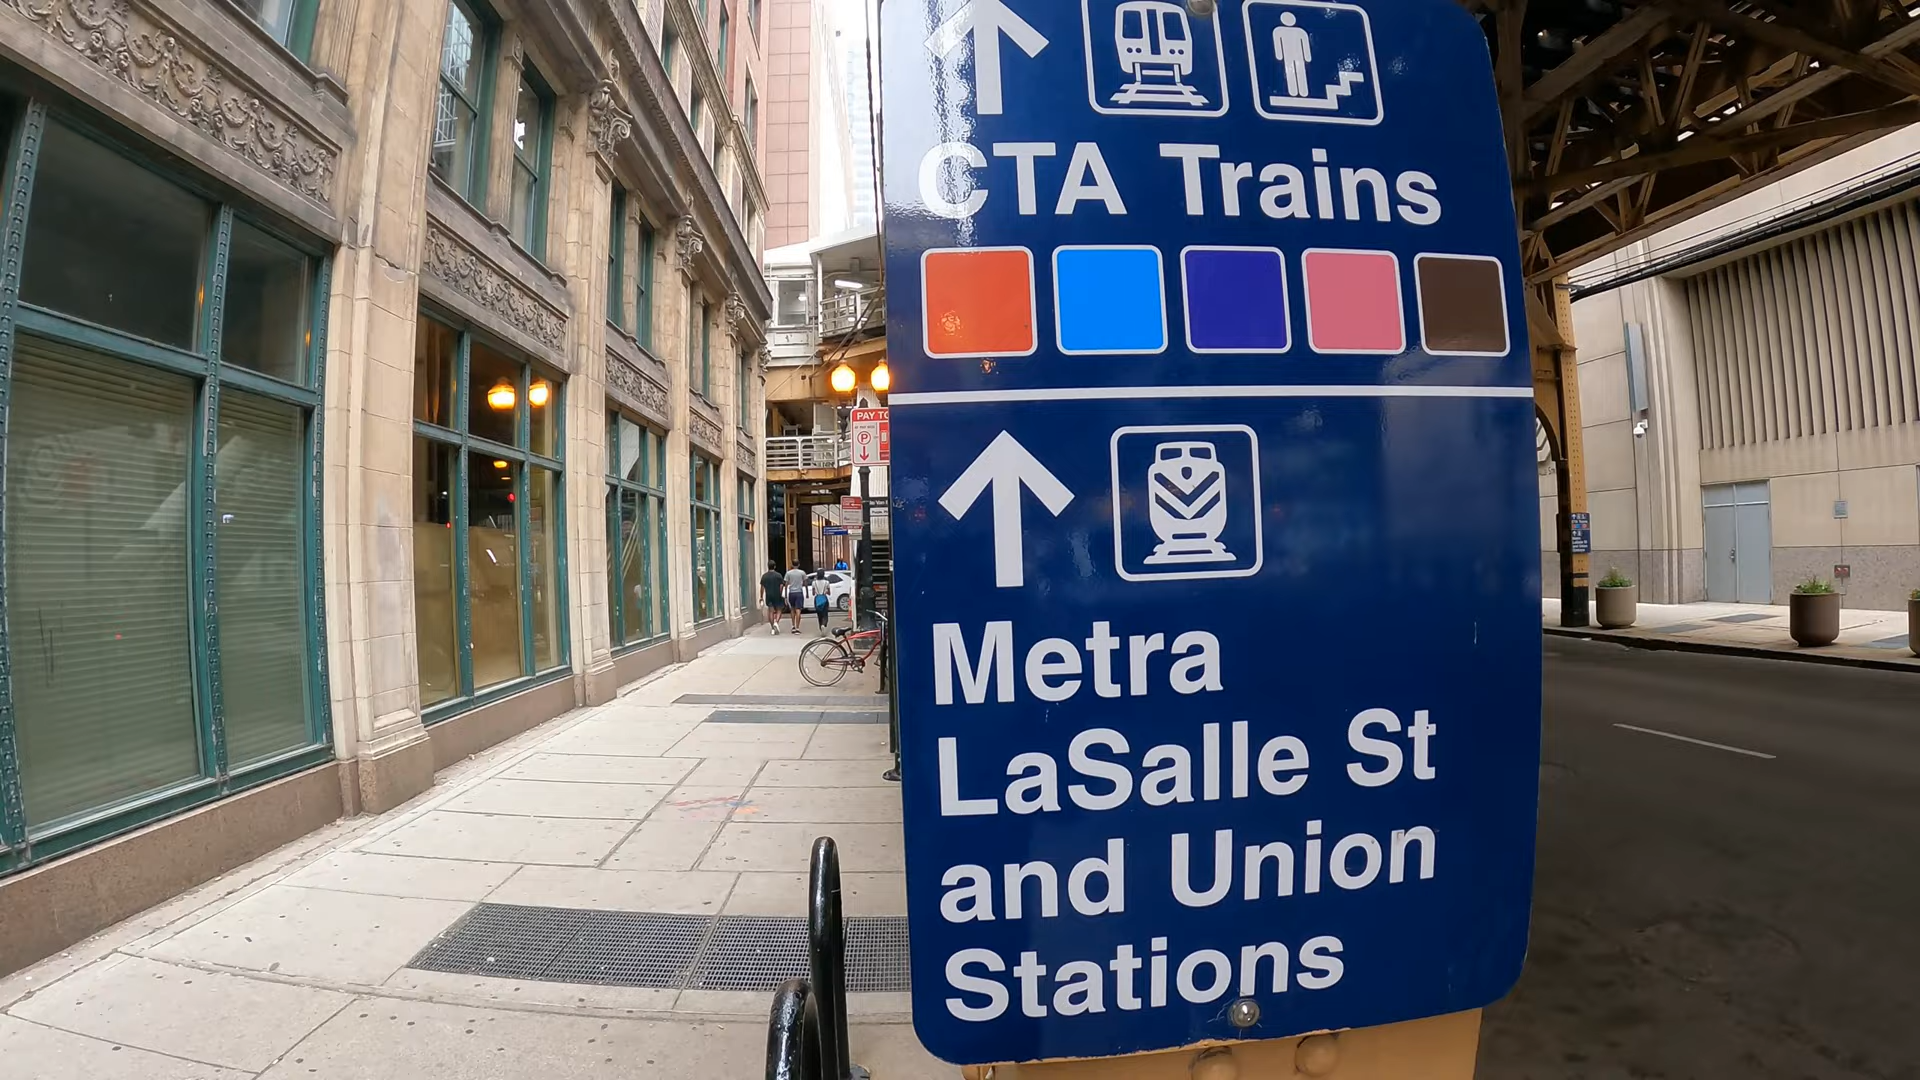 CTA Trains
Metra
LaSalle St
and Union
Stations
PAY TO
P